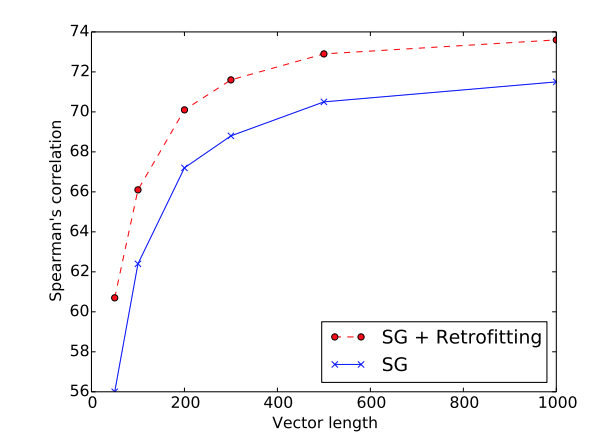 74
72
70
68
66
64
62
60
58
56
Spearman's correlation
0 200 400 600 800 1000
Vector length
SG + Retrofitting
SG